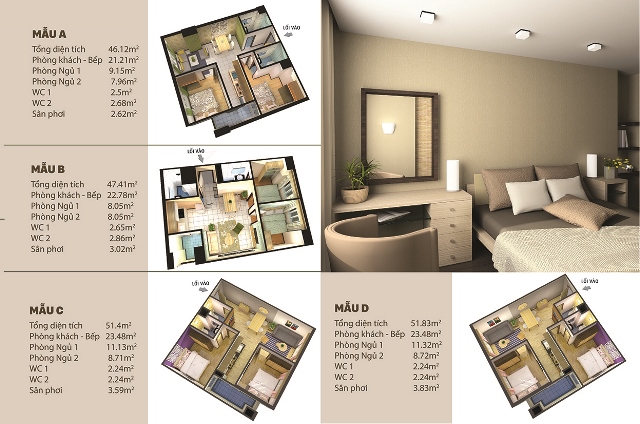 MẪU A
Tổng diện tích 46.12m²
Phòng khách - Bếp 21.21m²
Phòng Ngủ 1 9.15m²
Phòng Ngủ 2 7.96m²
WC 1 2.5m²
WC 2 2.68m²
Sân phơi 2.62m²
LỐI VÀO
MẪU B
Tổng diện tích 47.41m²
Phòng khách - Bếp 22.78m²
Phòng Ngủ 1 8.05m²
Phòng Ngủ 2 8.05m²
WC 1 2.65m²
WC 2 2.86m²
Sân phơi 3.02m²
LỐI VÀO
MẪU C
Tổng diện tích 51.4m²
Phòng khách - Bếp 23.48m²
Phòng Ngủ 1 11.13m²
Phòng Ngủ 2 8.71m²
WC 1 2.24m²
WC 2 2.24m²
Sân phơi 3.59m²
LỐI VÀO
MẪU D
Tổng diện tích 51.83m²
Phòng khách - Bếp 23.48m²
Phòng Ngủ 1 11.32m²
Phòng Ngủ 2 8.72m²
WC 1 2.24m²
WC 2 2.24m²
Sân phơi 3.83m²
LỐI VÀO